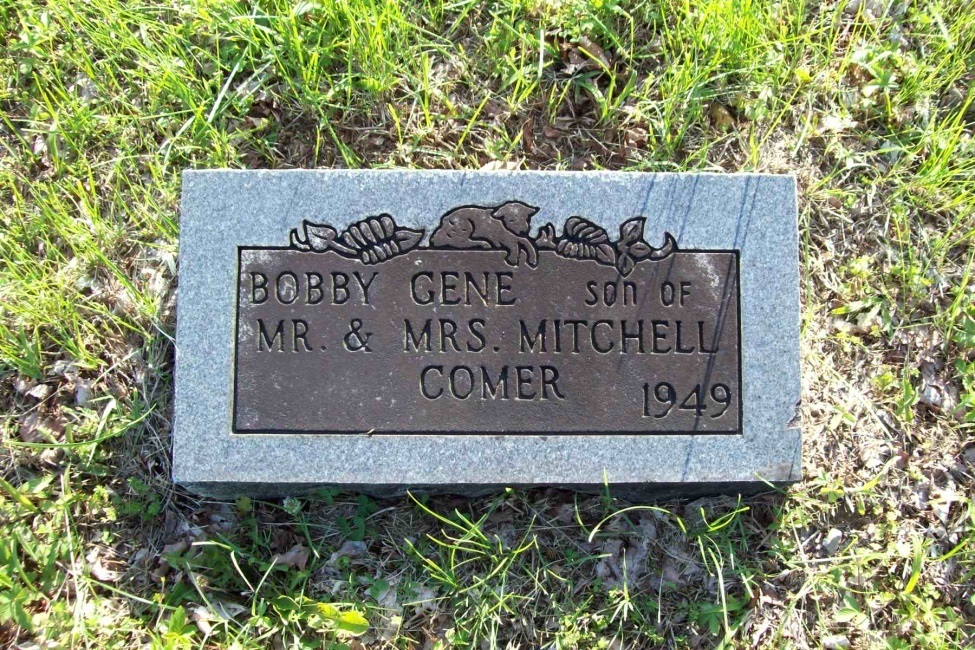 BOBBY GENE son OF
MR. & MRS. MITCHELL
COMER 1949